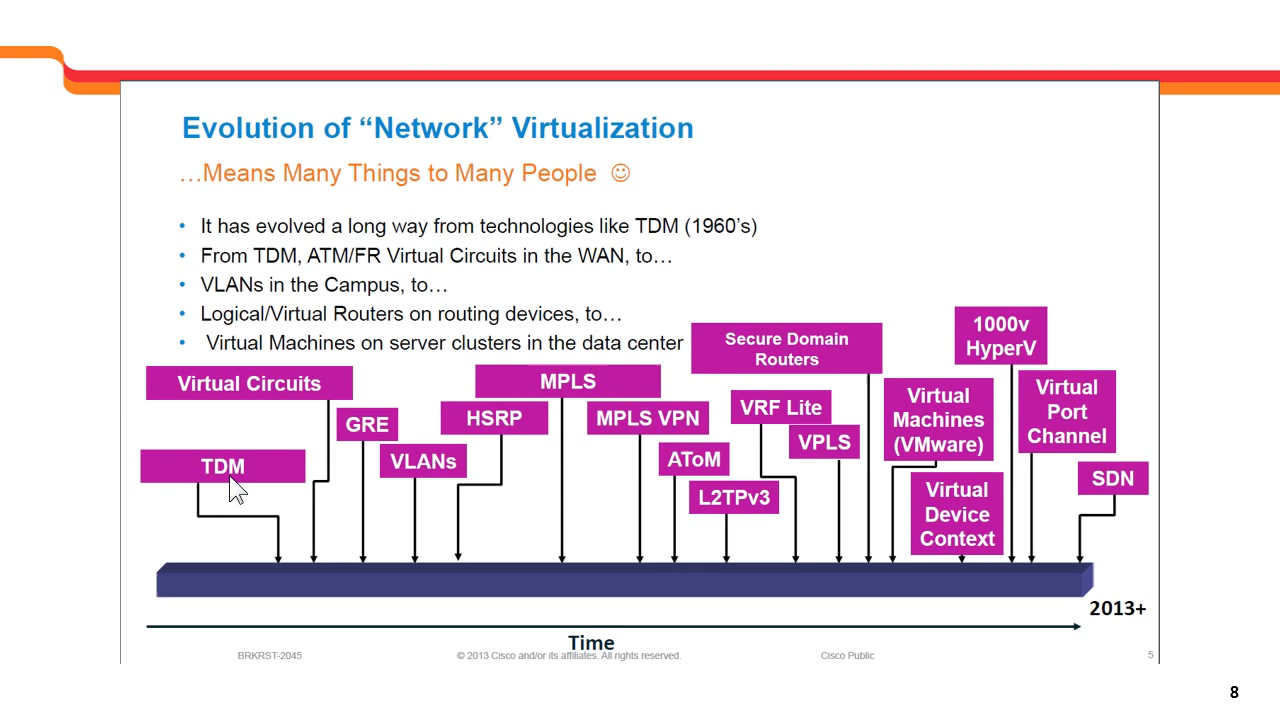 Evolution of “Network” Virtualization
…Means Many Things to Many People ☺
• It has evolved a long way from technologies like TDM (1960’s)
• From TDM, ATM/FR Virtual Circuits in the WAN, to…
• VLANs in the Campus, to…
• Logical/Virtual Routers on routing devices, to…
• Virtual Machines on server clusters in the data center
TDM
Virtual Circuits
GRE
VLANs
HSRP
MPLS
MPLS VPN
AToM
L2TPv3
VRF Lite
VPLS
Secure Domain
Routers
Virtual
Machines
(VMware)
Virtual
Device
Context
1000v
HyperV
Virtual
Port
Channel
SDN
2013+
Time
BRKRST-2045
© 2013 Cisco and/or its affiliates. All rights reserved.
Cisco Public
5
8